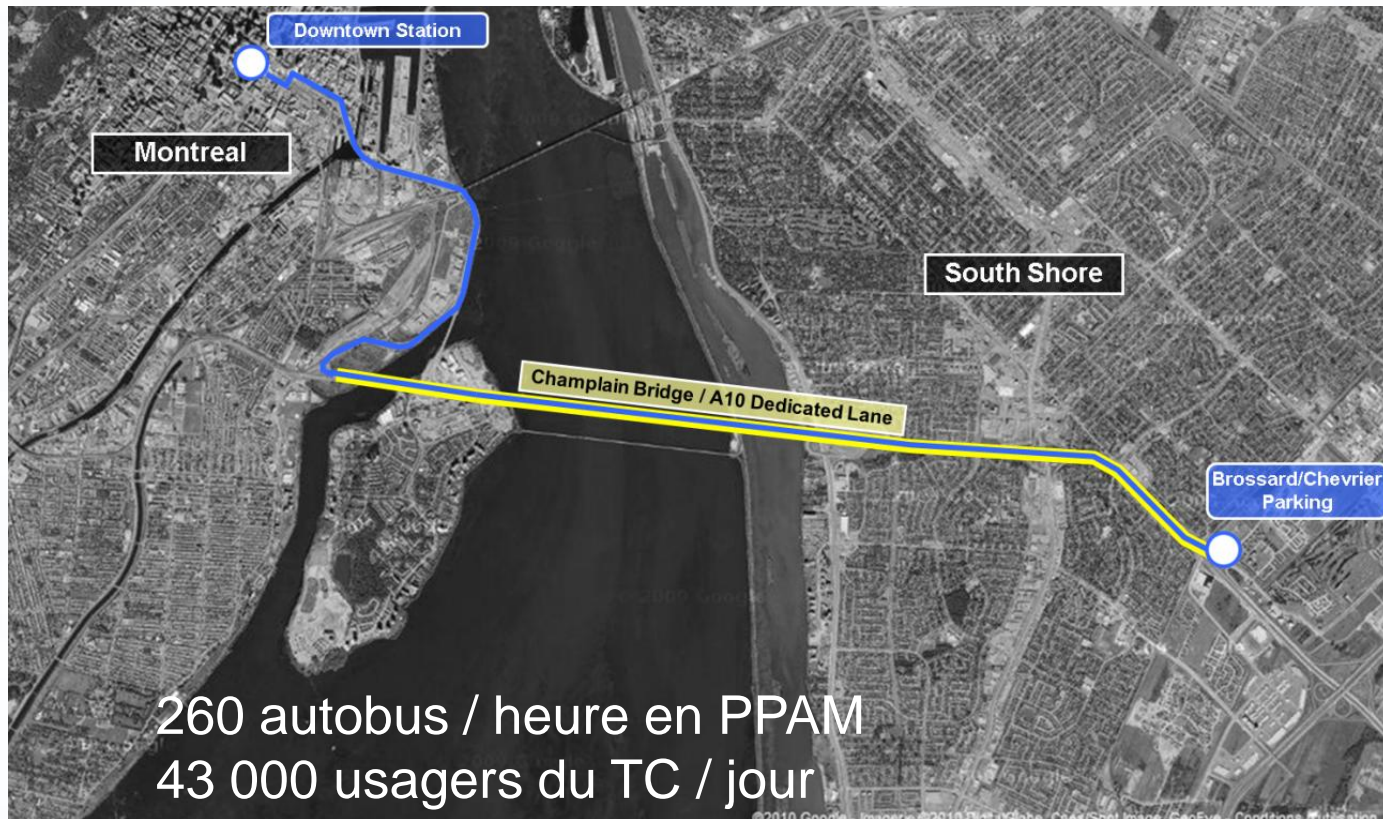 Downtown Station
Montreal
South Shore
Champlain Bridge / A10 Dedicated Lane
Brossard/Chevrier
Parking
260 autobus / heure en PPAM
43 000 usagers du TC / jour